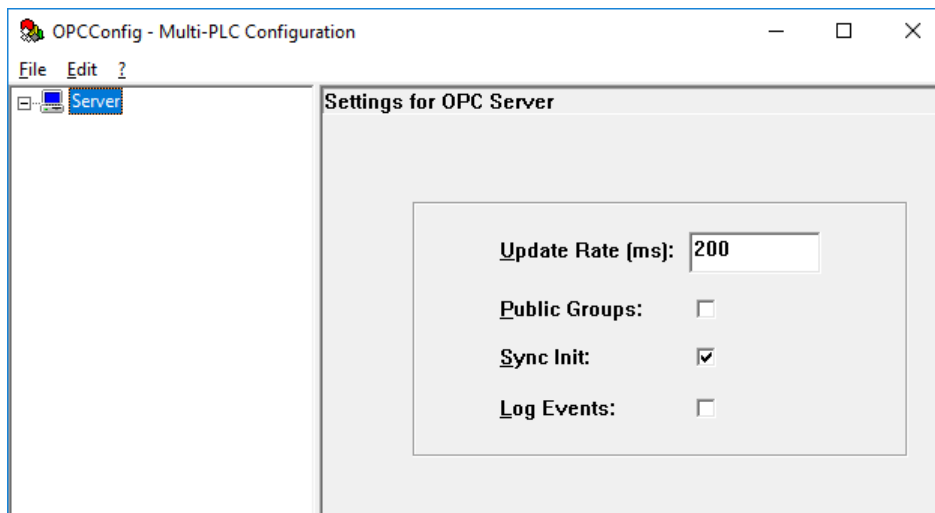 OPCConfig - Multi-PLC Configuration
File Edit ?
Server
Settings for OPC Server
Update Rate (ms): 200
Public Groups:
Sync Init:
Log Events: